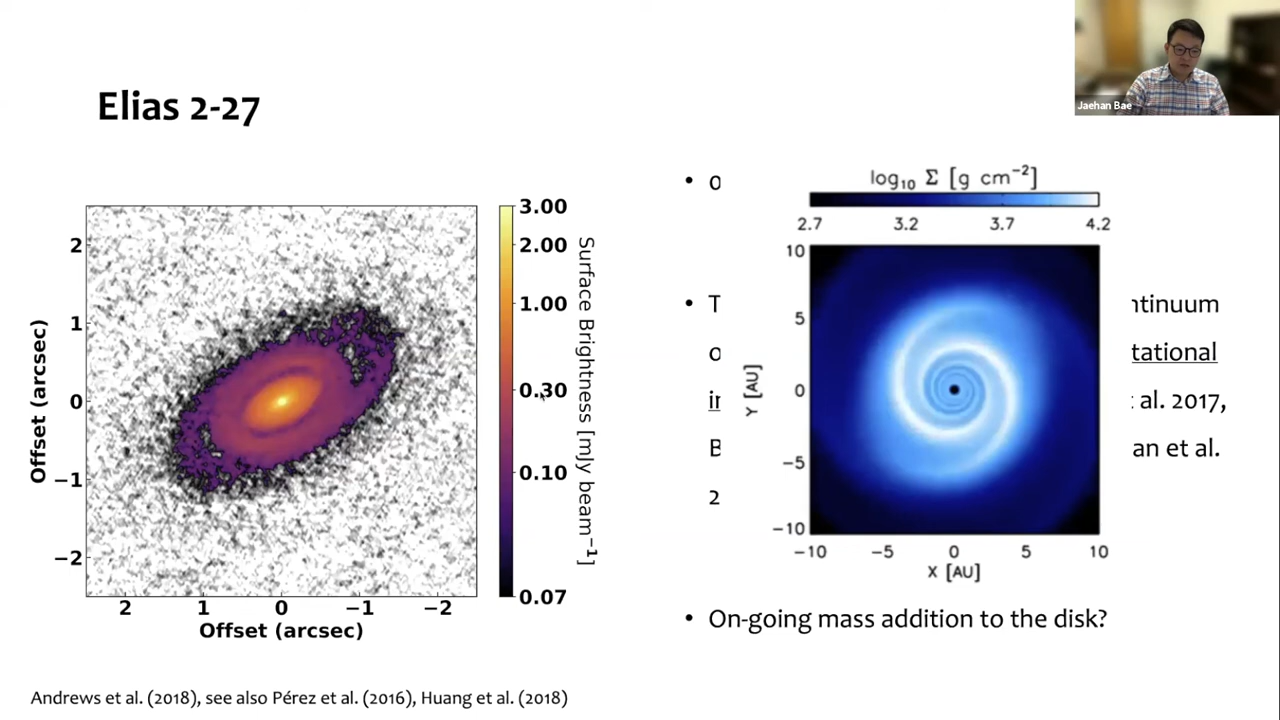 Jaehan Bae
Elias 2-27
2
1
0
−1
−2
2
1
0
−1
−2
Offset (arcsec)
Offset (arcsec)
3.00
2.00
1.00
0.30
0.10
0.07
Surface Brightness [mJy beam−1]
Andrews et al. (2018), see also Pérez et al. (2016), Huang et al. (2018)
log10 Σ [g cm−2]
2.7 3.2 3.7 4.2
10
5
0
−5
−10
Y [AU]
−10 −5 0 5 10
X [AU]
• T ntinuum
tational
al. 2017,
B an et al.
2
• On-going mass addition to the disk?